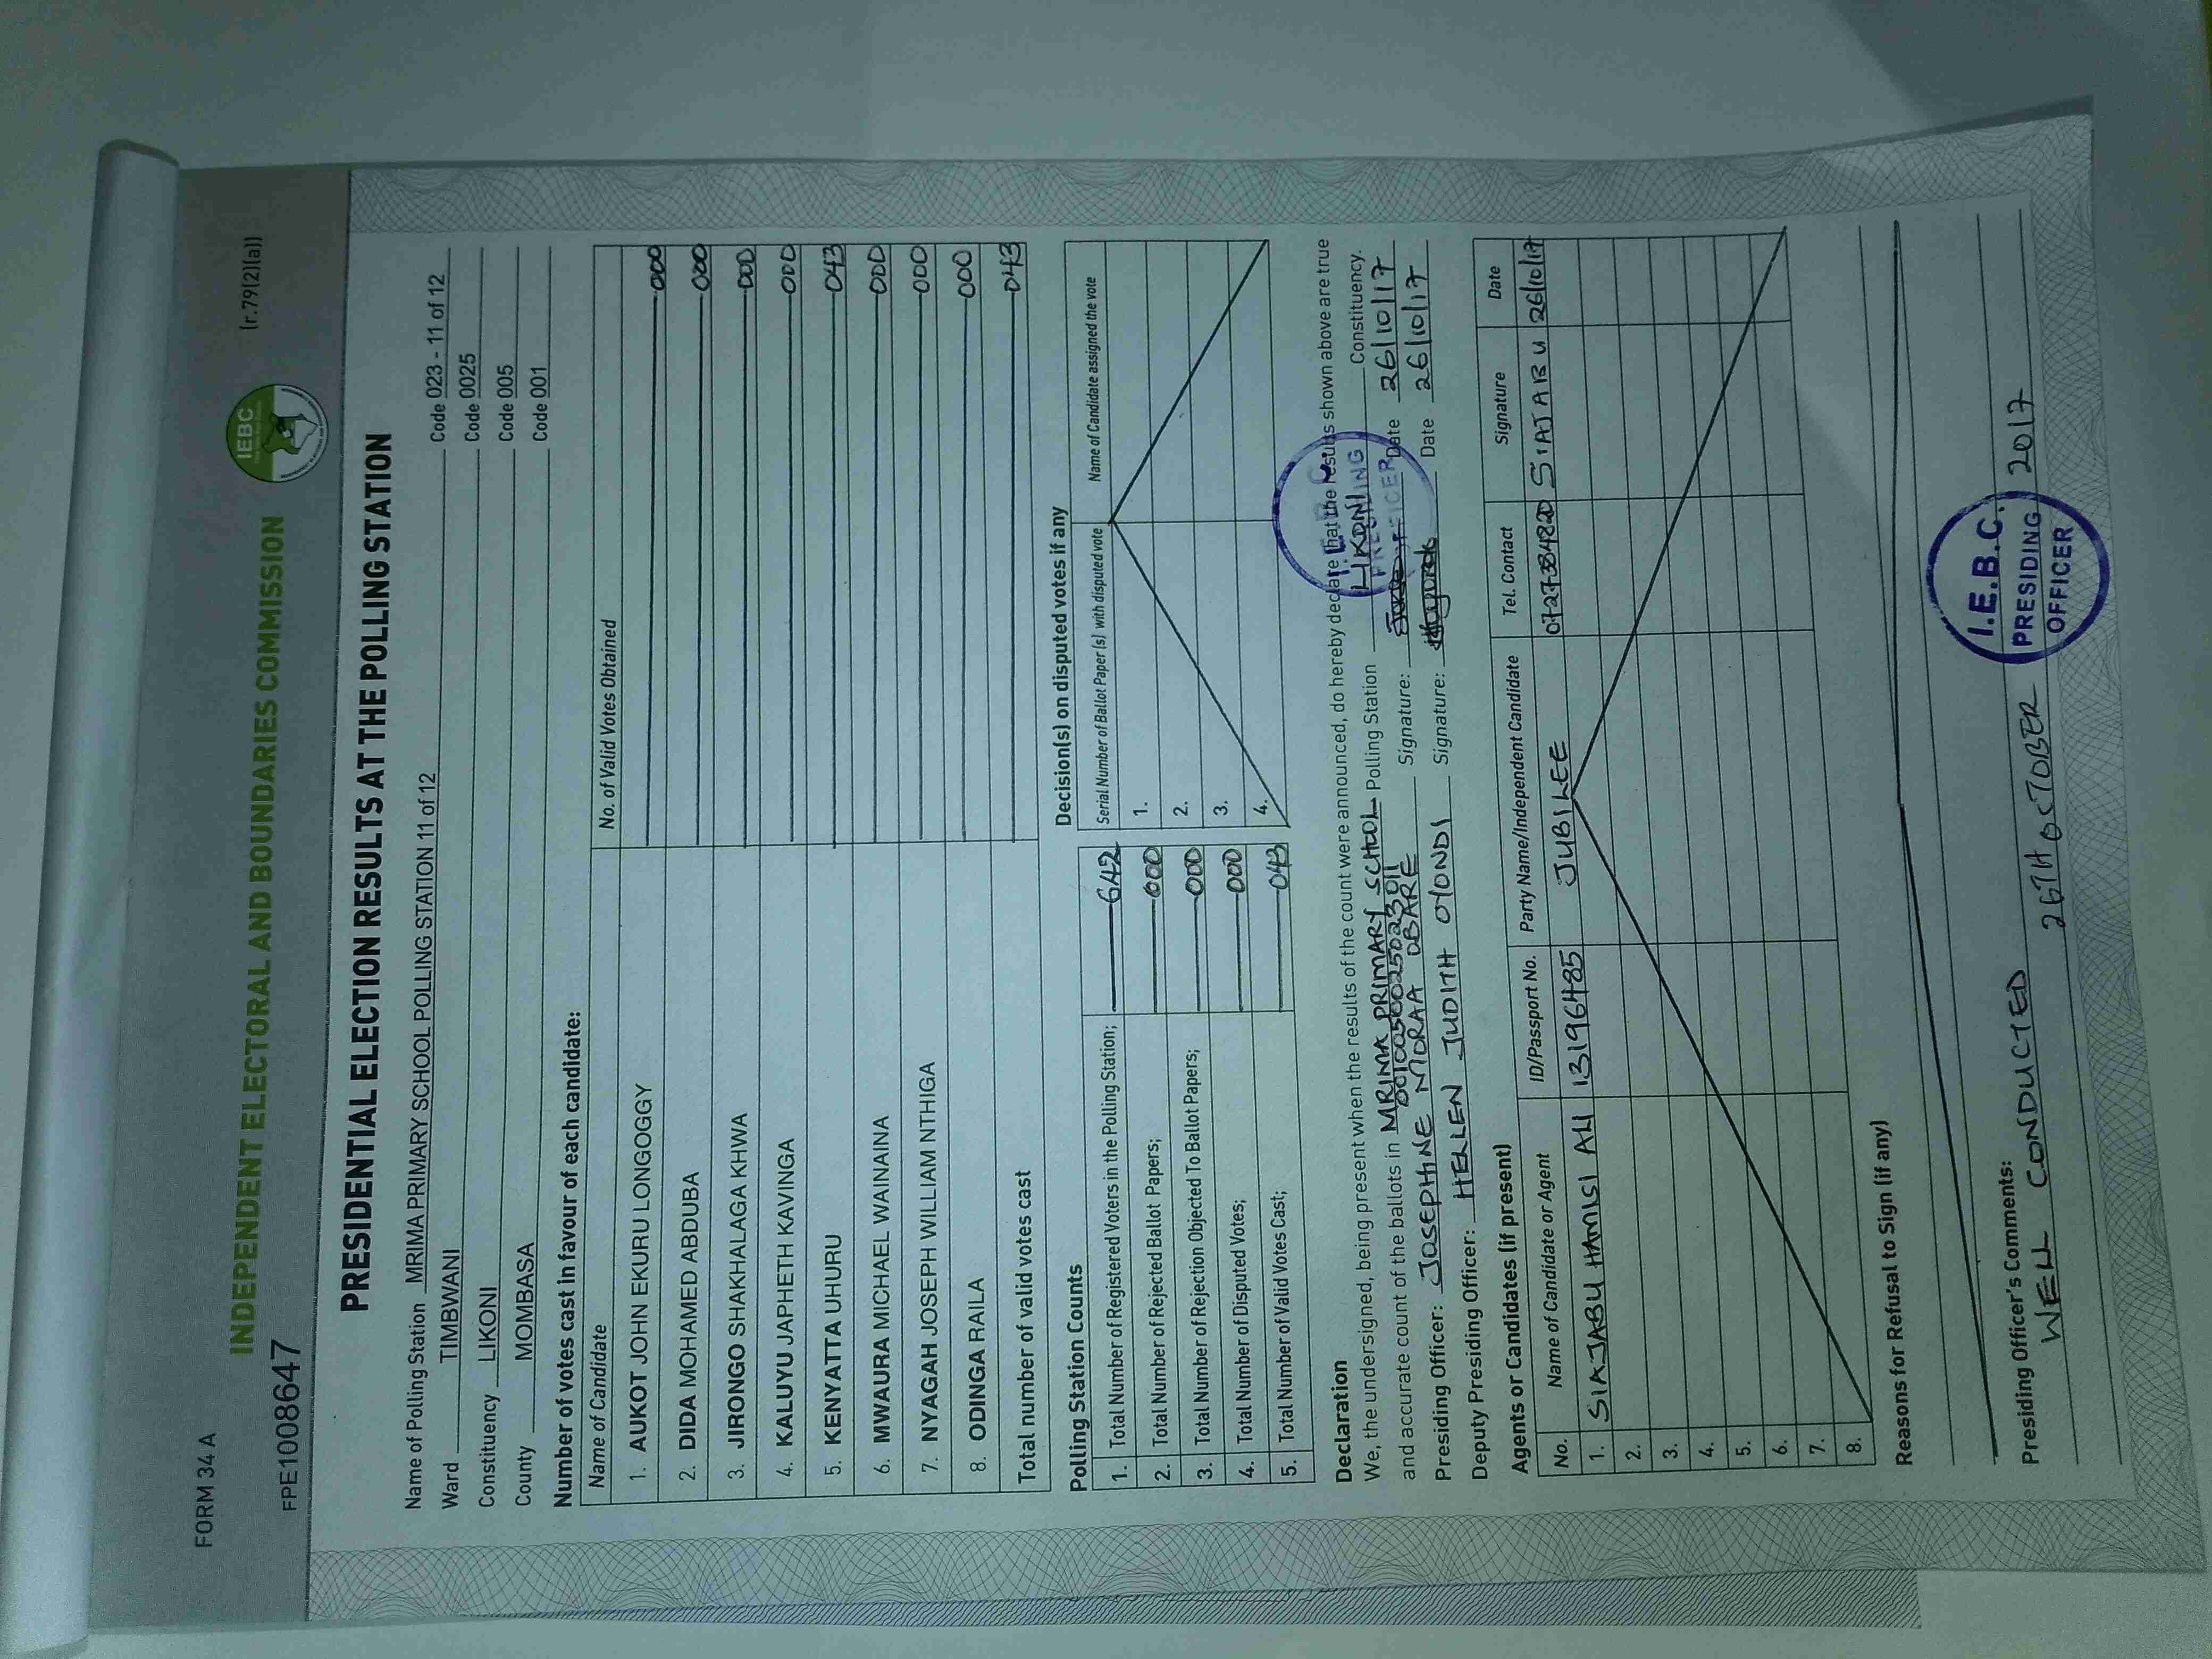 FORM 34 A
(r.79(2)(a))
INDEPENDENT ELECTORAL AND BOUNDARIES COMMISSION
IEBC
FPE1008647
PRESIDENTIAL ELECTION RESULTS AT THE POLLING STATION
Name of Polling Station MRIMA PRIMARY SCHOOL POLLING STATION 11 of 12 Code 023 - 11 of 12
Ward TIMBWANI Code 0025
Constituency LIKONI Code 005
County MOMBASA Code 001
Number of votes cast in favour of each candidate:
Name of Candidate No. of Valid Votes Obtained
1. AUKOT JOHN EKURU LONGOGGY 000
2. DIDA MOHAMED ABDUBA 000
3. JIRONGO SHAKHALAGA KHWA 000
4. KALUYU JAPHETH KAVINGA 000
5. KENYATTA UHURU 043
6. MWAURA MICHAEL WAINAINA 000
7. NYAGAH JOSEPH WILLIAM NTHIGA 000
8. ODINGA RAILA 000
Total number of valid votes cast 043
Polling Station Counts
1. Total Number of Registered Voters in the Polling Station; 642
2. Total Number of Rejected Ballot Papers; 000
3. Total Number of Rejection Objected To Ballot Papers; 000
4. Total Number of Disputed Votes; 000
5. Total Number of Valid Votes Cast; 043
Decision(s) on disputed votes if any
Serial Number of Ballot Paper (s) with disputed vote Name of Candidate assigned the vote
1.
2.
3.
4.
Declaration
We, the undersigned, being present when the results of the count were announced, do hereby declare that the results shown above are true
and accurate count of the ballots in MRIMA PRIMARY SCHOOL Polling Station LIKONI Constituency.
001005002502311
I.E.B.C. PRESIDING OFFICER
Presiding Officer: JOSEPHINE MORAA OBARE Signature: Date 26/10/17
Deputy Presiding Officer: HELLEN JUDITH OYONDI Signature: Date 26/10/17
Agents or Candidates (if present)
No. Name of Candidate or Agent ID/Passport No. Party Name/Independent Candidate Tel. Contact Signature Date
1. SIAJABU HAMISI ALI 13196485 JUBILEE SIAJABU 26/10/17
2.
3.
4.
5.
6.
7.
8.
Reasons for Refusal to Sign (if any)
Presiding Officer's Comments:
WELL CONDUCTED 26TH OCTOBER 2017
I.E.B.C.
PRESIDING
OFFICER